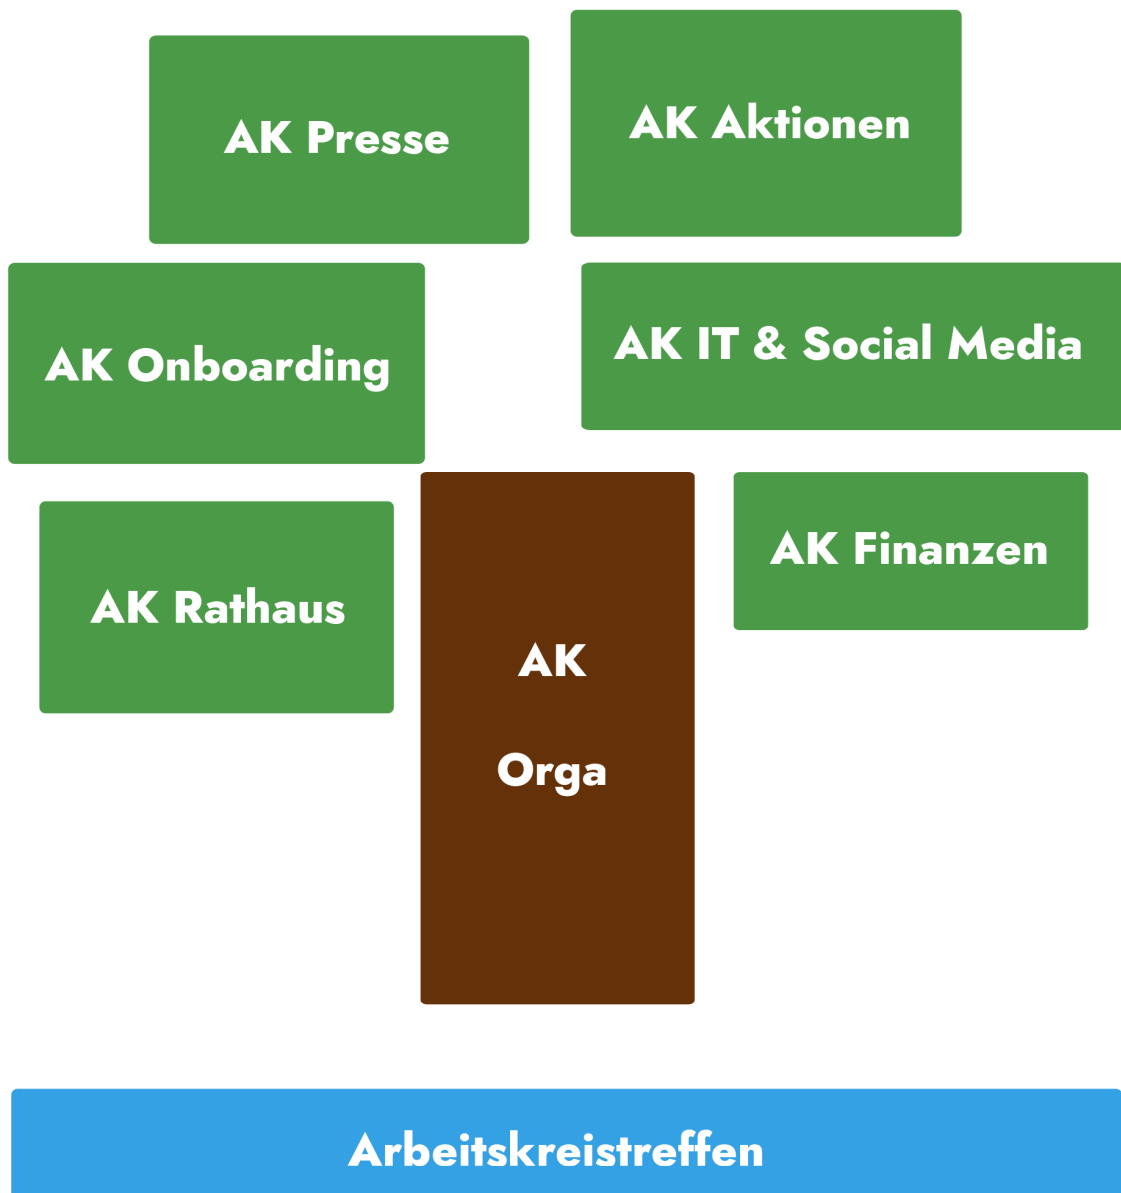 AK Presse
AK Aktionen
AK Onboarding
AK IT & Social Media
AK Rathaus
AK Finanzen
AK
Orga
Arbeitskreistreffen